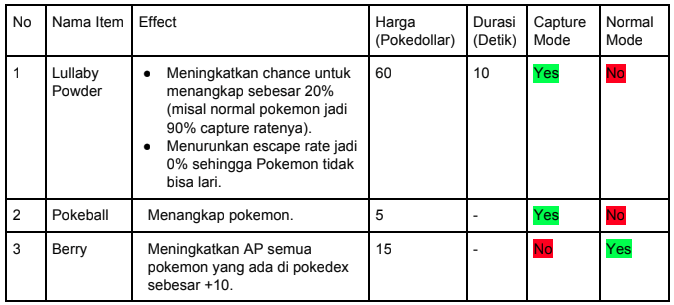 No Nama Item Effect Harga (Pokedollar) Durasi (Detik) Capture Mode Normal Mode
1 Lullaby Powder
● Meningkatkan chance untuk
menangkap sebesar 20%
(misal normal pokemon jadi
90% capture ratenya).
● Menurunkan escape rate jadi
0% sehingga Pokemon tidak
bisa lari.
60 10 Yes No
2 Pokeball Menangkap pokemon. 5 - Yes No
3 Berry
Meningkatkan AP semua
pokemon yang ada di pokedex
sebesar +10.
15 - No Yes